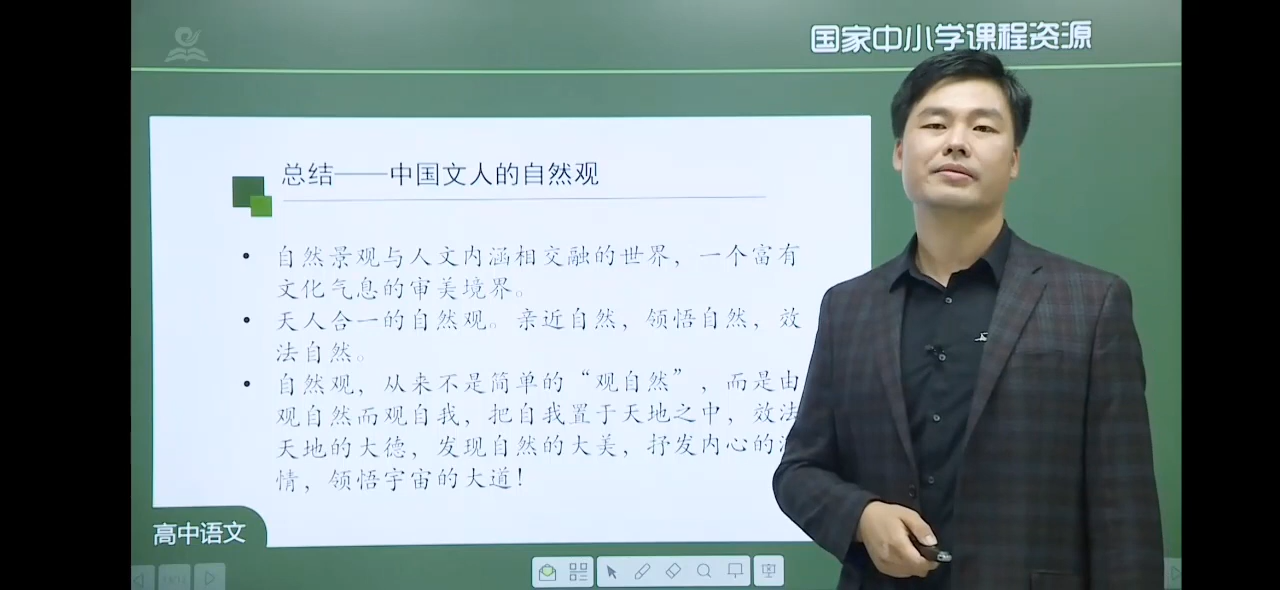 国家中小学课程资源
总结——中国文人的自然观
• 自然景观与人文内涵相交融的世界，一个富有
文化气息的审美境界。
• 天人合一的自然观。亲近自然，领悟自然，效
法自然。
• 自然观，从来不是简单的“观自然”，而是由
观自然而观自我，把自我置于天地之中，效法
天地的大德，发现自然的大美，抒发内心的
情，领悟宇宙的大道！
高中语文